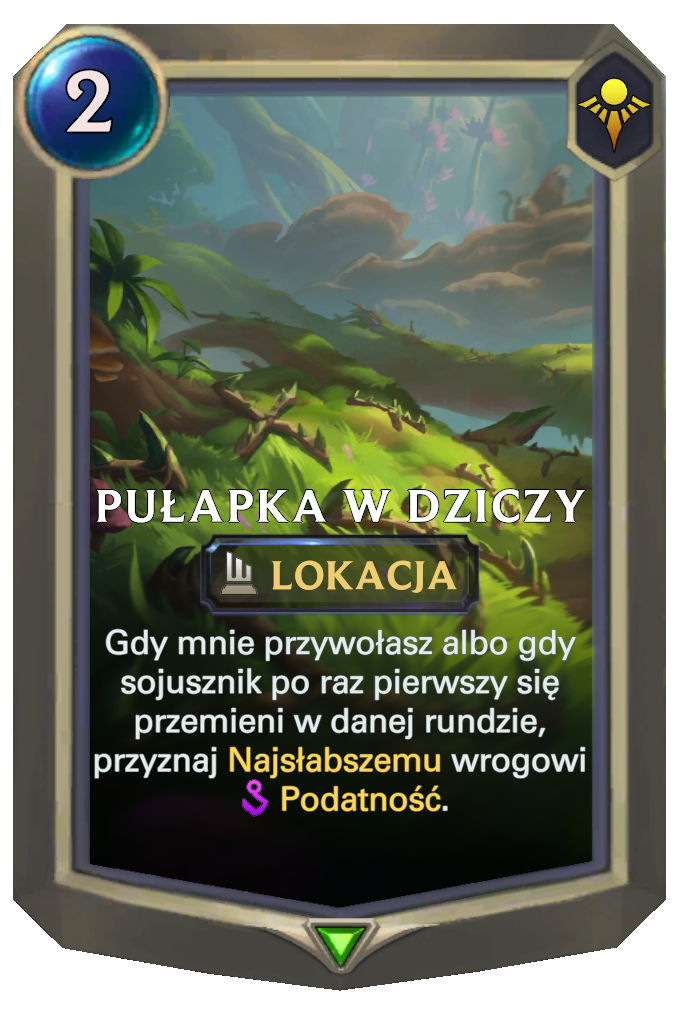 2
PUŁAPKA W DZICZY
LOKACJA
Gdy mnie przywołasz albo gdy
sojusznik po raz pierwszy się
przemieni w danej rundzie,
przyznaj Najsłabszemu wrogowi
Podatność.